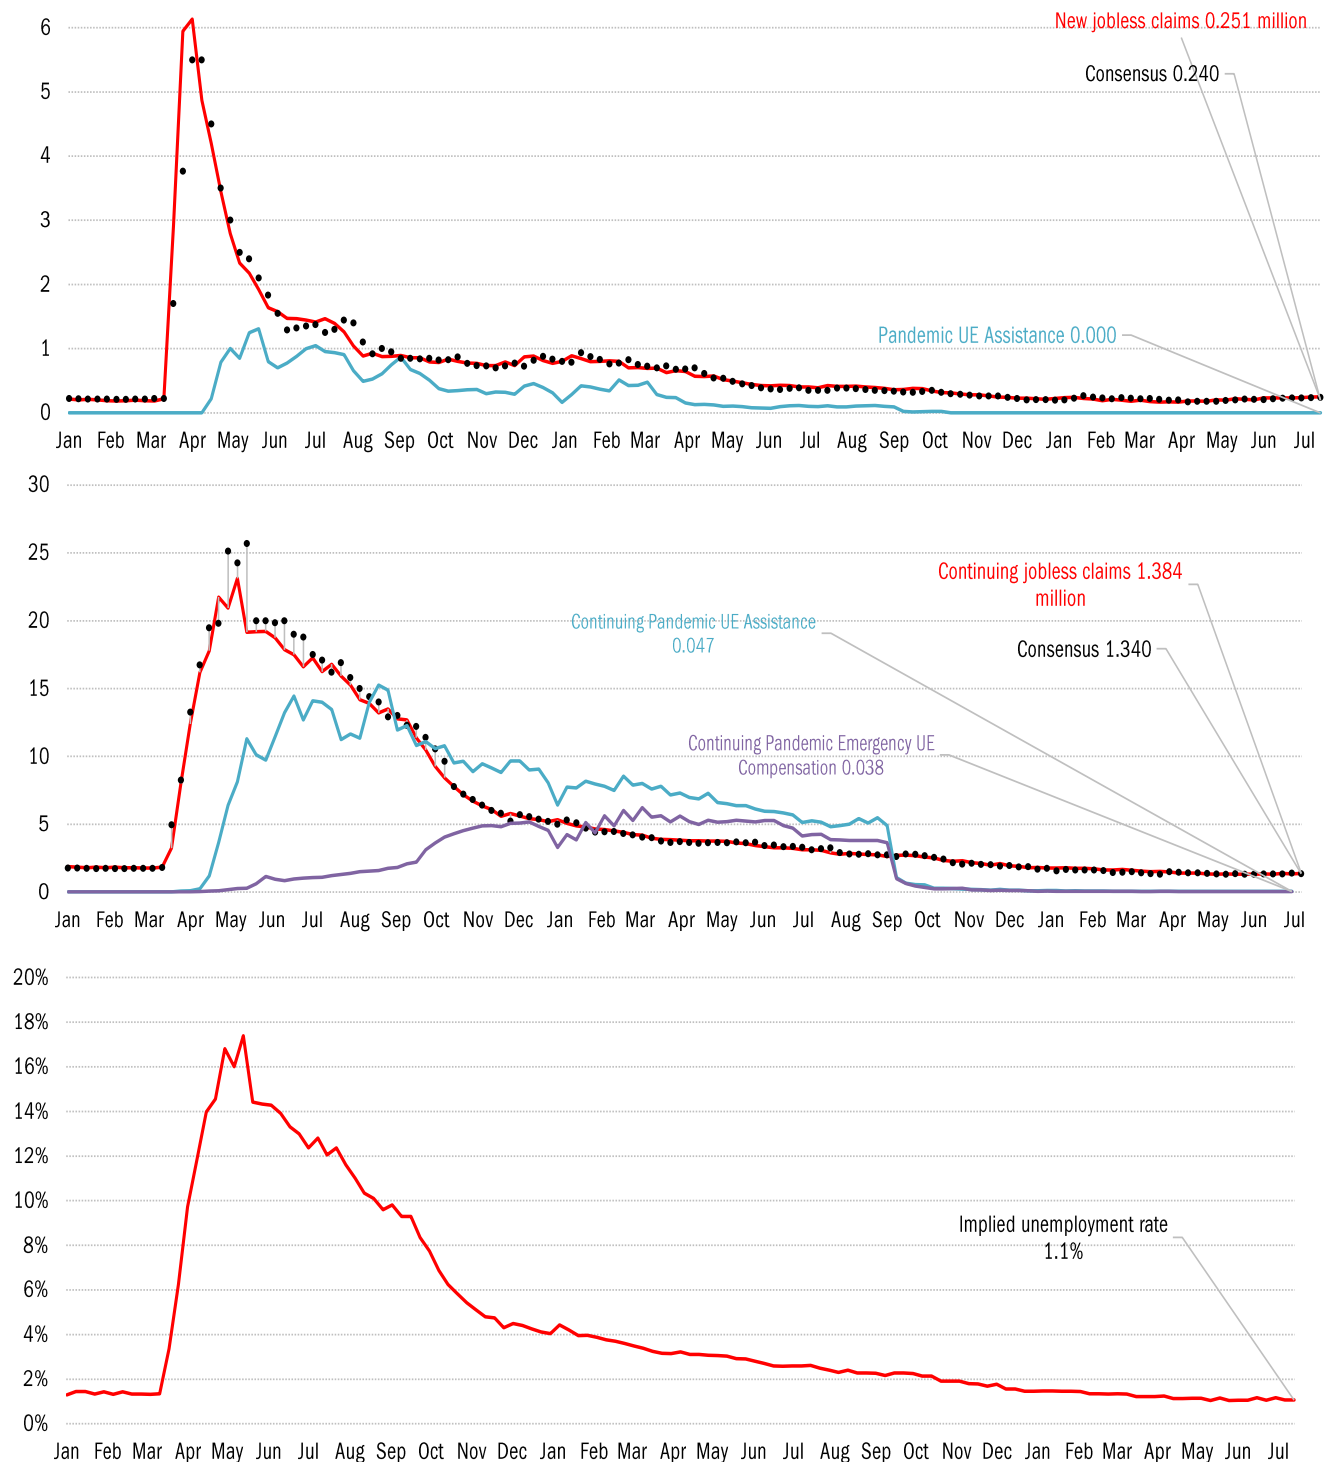 6
New jobless claims 0.251 million
Consensus 0.240
5
4
3
2
Pandemic UE Assistance 0.000
1
0
Jan Feb Mar Apr May Jun Jul Aug Sep Oct Nov Dec Jan Feb Mar Apr May Jun Jul Aug Sep Oct Nov Dec Jan Feb Mar Apr May Jun Jul
30
25
Continuing jobless claims 1.384
million
20
Continuing Pandemic UE Assistance
0.047
Consensus 1.340
15
Continuing Pandemic Emergency UE
Compensation 0.038
10
5
0
Jan Feb Mar Apr May Jun Jul Aug Sep Oct Nov Dec Jan Feb Mar Apr May Jun Jul Aug Sep Oct Nov Dec Jan Feb Mar Apr May Jun Jul
20%
18%
16%
14%
12%
10%
Implied unemployment rate
1.1%
8%
6%
4%
2%
0%
Jan Feb Mar Apr May Jun Jul Aug Sep Oct Nov Dec Jan Feb Mar Apr May Jun Jul Aug Sep Oct Nov Dec Jan Feb Mar Apr May Jun Jul